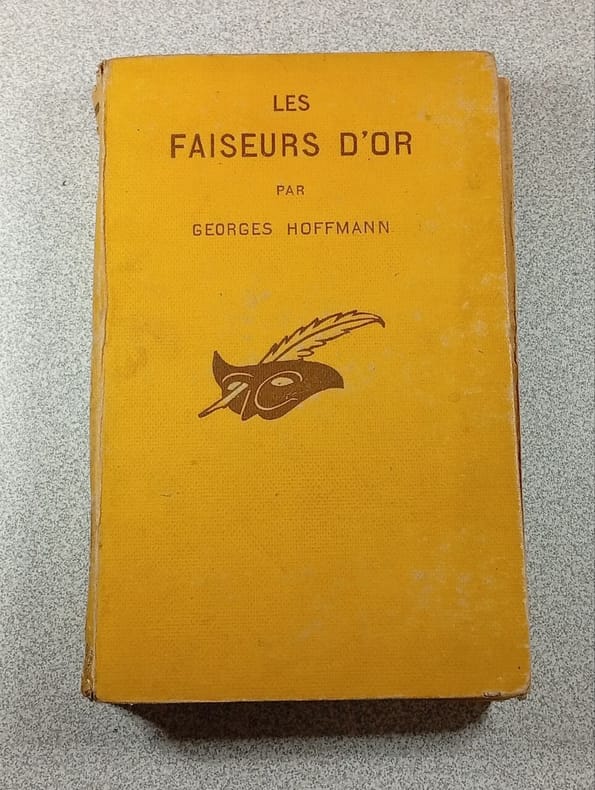 LES
FAISEURS D'OR
PAR
GEORGES HOFFMANN